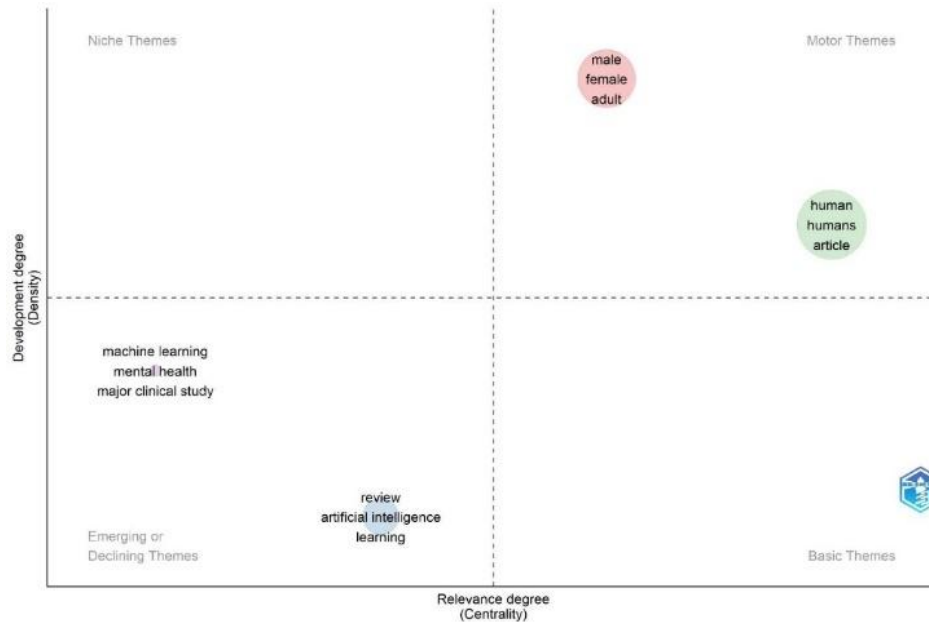 Niche Themes
Motor Themes
male
female
adult
human
humans
article
Development degree
(Density)
machine learning
mental health
major clinical study
review
artificial intelligence
learning
Emerging or
Declining Themes
Basic Themes
Relevance degree
(Centrality)